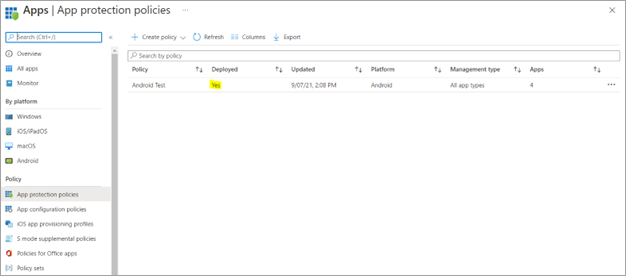 Apps | App protection policies ...
Search (Ctrl+/)
«
Overview
All apps
Monitor
By platform
Windows
iOS/iPadOS
macOS
Android
Policy
App protection policies
App configuration policies
iOS app provisioning profiles
S mode supplemental policies
Policies for Office apps
Policy sets
Create policy Refresh Columns Export
Search by policy
Policy Deployed Updated Platform Management type Apps
Android Test Yes 9/07/21, 2:08 PM Android All app types 4 ...